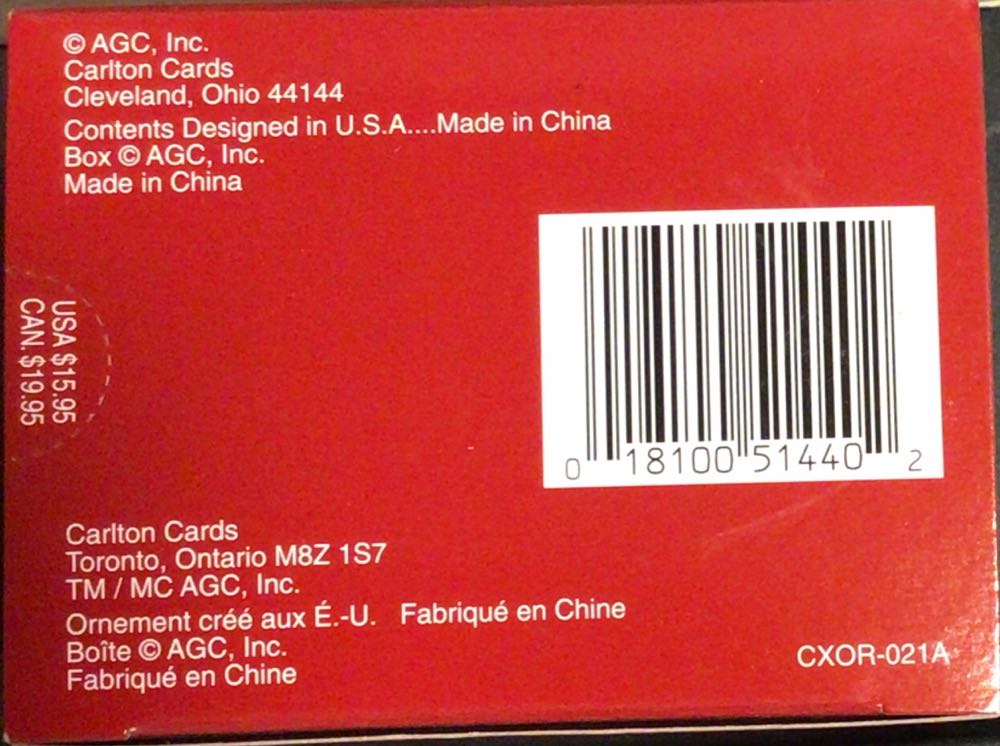 © AGC, Inc.
Carlton Cards
Cleveland, Ohio 44144
Contents Designed in U.S.A....Made in China
Box © AGC, Inc.
Made in China
USA $15.95
CAN. $19.95
0 18100 51440 2
Carlton Cards
Toronto, Ontario M8Z 1S7
TM / MC AGC, Inc.
Ornement créé aux É.-U. Fabriqué en Chine
Boîte © AGC, Inc.
Fabriqué en Chine
CXOR-021A